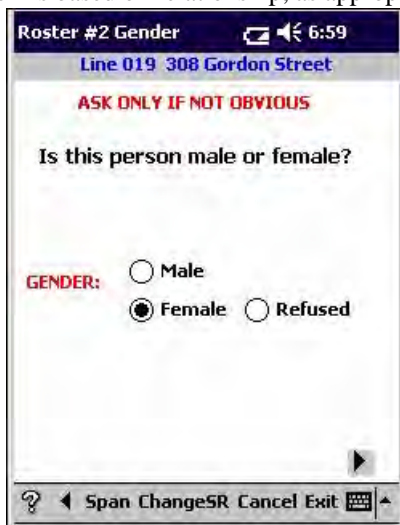 Roster #2 Gender 6:59
Line 019 308 Gordon Street
ASK ONLY IF NOT OBVIOUS
Is this person male or female?
Male
GENDER:
Female Refused
? Span ChangeSR Cancel Exit